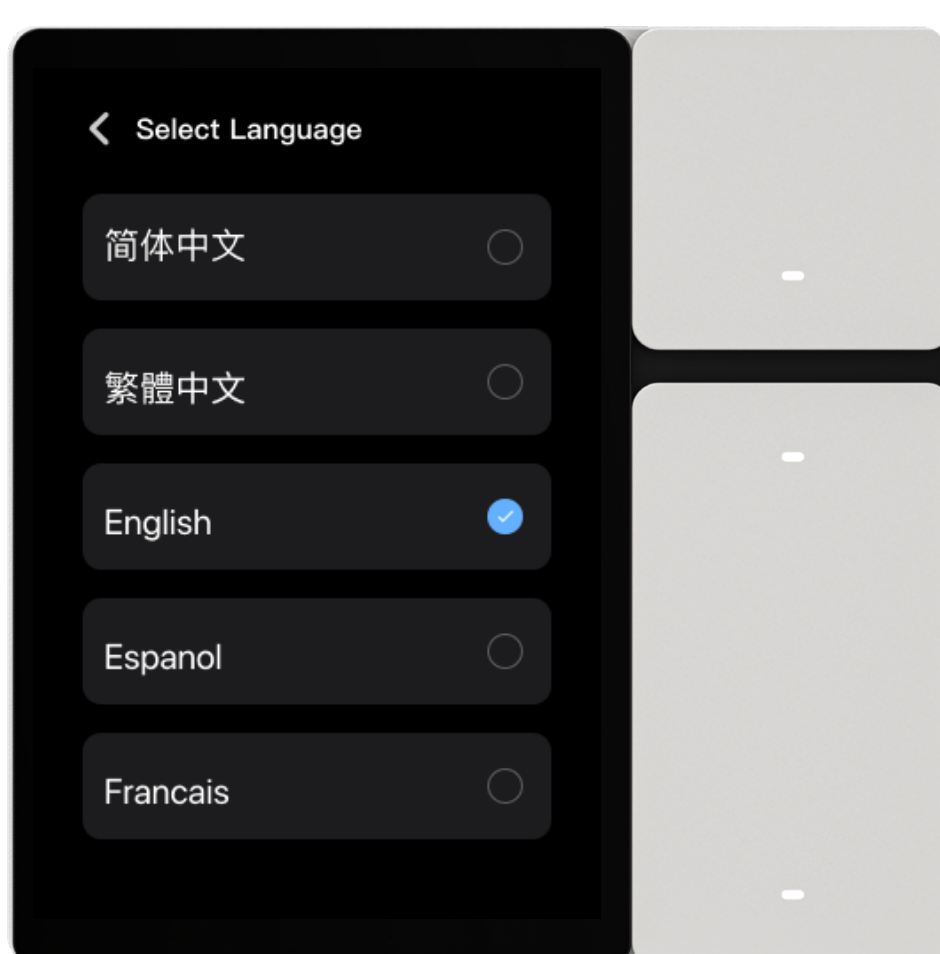 Select Language
简体中文
繁體中文
English
Espanol
Francais